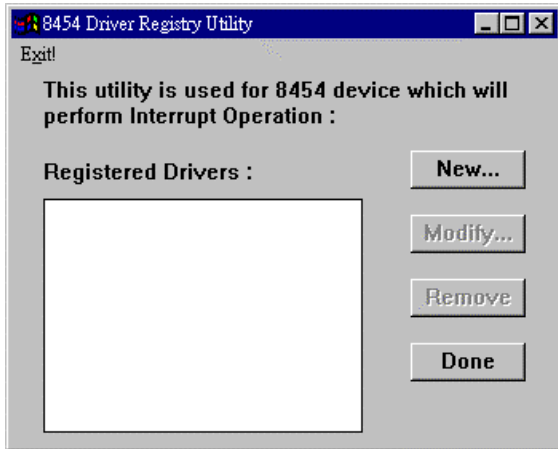 8454 Driver Registry Utility
Exit!
This utility is used for 8454 device which will
perform Interrupt Operation :
Registered Drivers :
New...
Modify...
Remove
Done